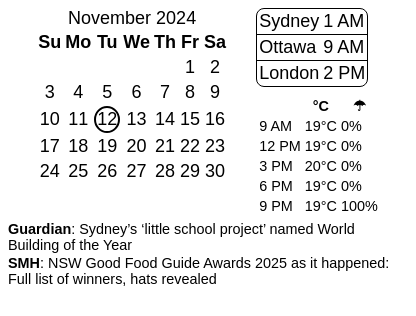 November 2024
Su Mo Tu We Th Fr Sa
1 2
3 4 5 6 7 8 9
10 11 12 13 14 15 16
17 18 19 20 21 22 23
24 25 26 27 28 29 30
Sydney 1 AM
Ottawa 9 AM
London 2 PM
°C ☂
9 AM 19°C 0%
12 PM 19°C 0%
3 PM 20°C 0%
6 PM 19°C 0%
9 PM 19°C 100%
Guardian: Sydney’s ‘little school project’ named World
Building of the Year
SMH: NSW Good Food Guide Awards 2025 as it happened:
Full list of winners, hats revealed